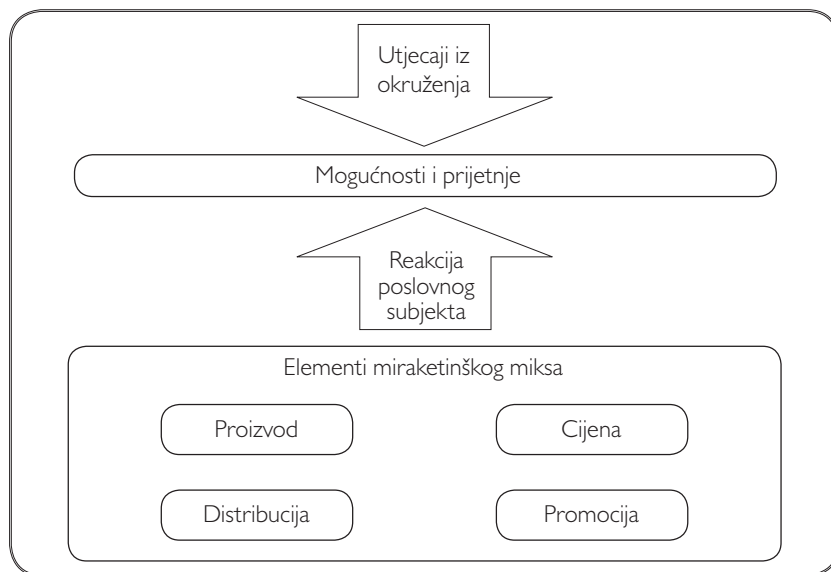 Utjecaji iz
okruženja
Mogućnosti i prijetnje
Reakcija
poslovnog
subjekta
Elementi miraketinškog miksa
Proizvod
Cijena
Distribucija
Promocija